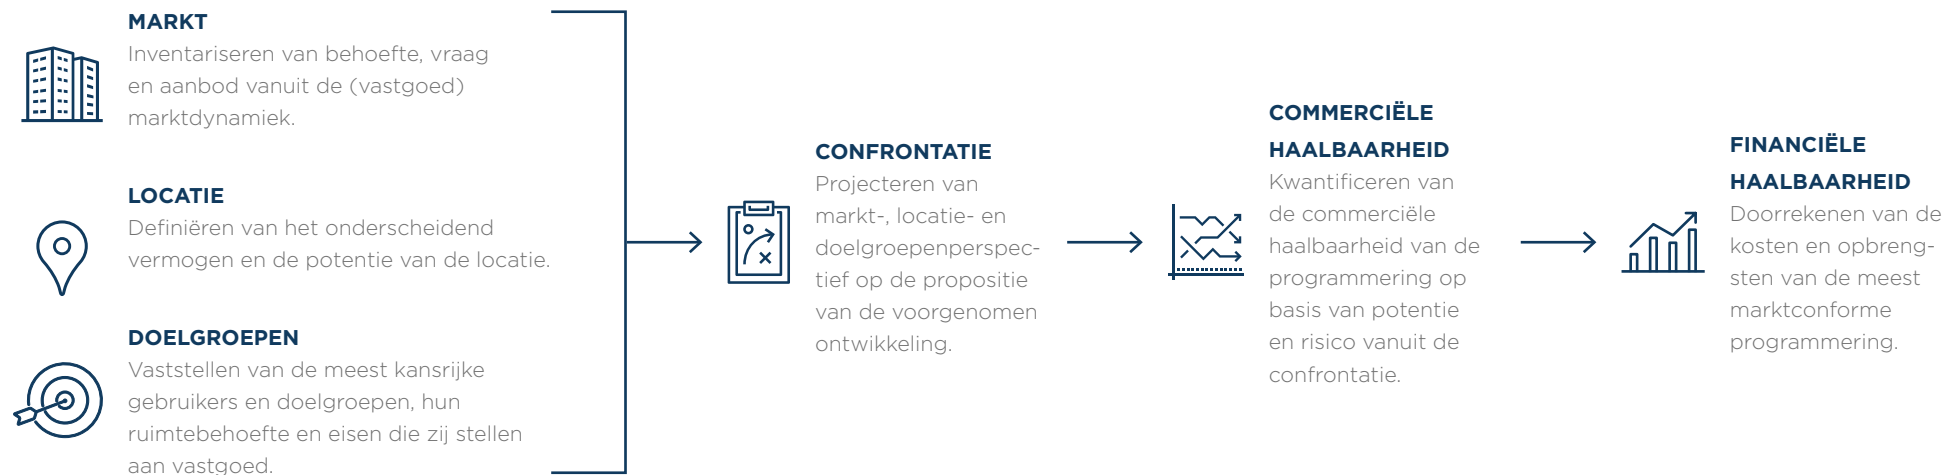 MARKT
Inventariseren van behoefte, vraag
en aanbod vanuit de (vastgoed)
marktdynamiek.
LOCATIE
Definiëren van het onderscheidend
vermogen en de potentie van de locatie.
DOELGROEPEN
Vaststellen van de meest kansrijke
gebruikers en doelgroepen, hun
ruimtebehoefte en eisen die zij stellen
aan vastgoed.
CONFRONTATIE
Projecteren van
markt-, locatie- en
doelgroepenperspec-
tief op de propositie
van de voorgenomen
ontwikkeling.
COMMERCIËLE
HAALBAARHEID
Kwantificeren van
de commerciële
haalbaarheid van de
programmering op
basis van potentie
en risico vanuit de
confrontatie.
FINANCIËLE
HAALBAARHEID
Doorrekenen van de
kosten en opbreng-
sten van de meest
marktconforme
programmering.